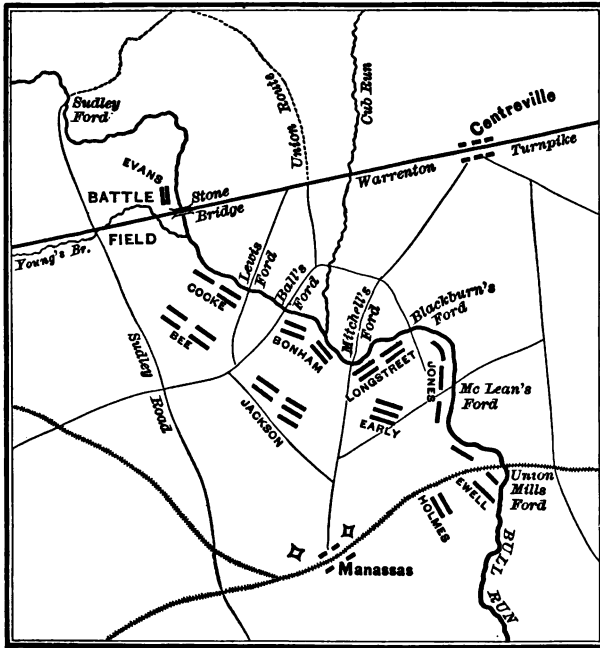 Sudley
Ford
Union Route
Cub Run
Centreville
Warrenton
Turnpike
EVANS
BATTLE
FIELD
Stone
Bridge
Young's Br.
Lewis
Ford
Ball's
Ford
Mitchell's
Ford
Blackburn's
Ford
COCKE
BEE
BONHAM
LONGSTREET
JONES
Mc Lean's
Ford
Sudley
Road
JACKSON
EARLY
EWELL
HOLMES
Union
Mills
Ford
Manassas
BULL
RUN